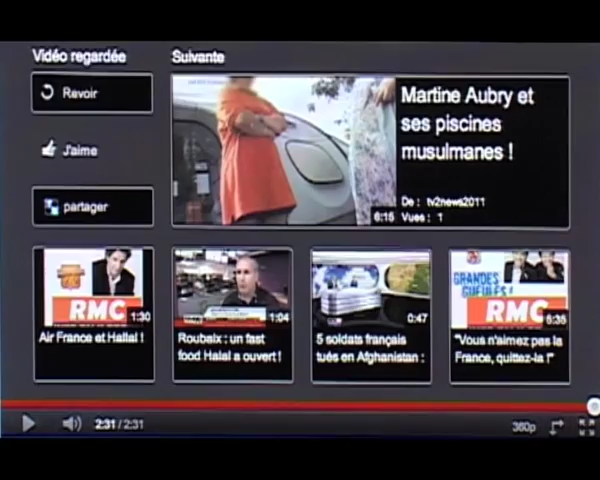 Vidéo regardée
Suivante
Revoir
J'aime
partager
Martine Aubry et
ses piscines
musulmanes !
De : tv2news2011
Vues : 1
6:15
RMC
1:30
Air France et Hallal !
1:04
Roubaix : un fast
food Halal a ouvert !
0:47
5 soldats français
tués en Afghanistan :
GRANDES
GUEULES !
RMC
5:35
"Vous n'aimez pas la
France, quittez-la !"
2:31 / 2:31
360p